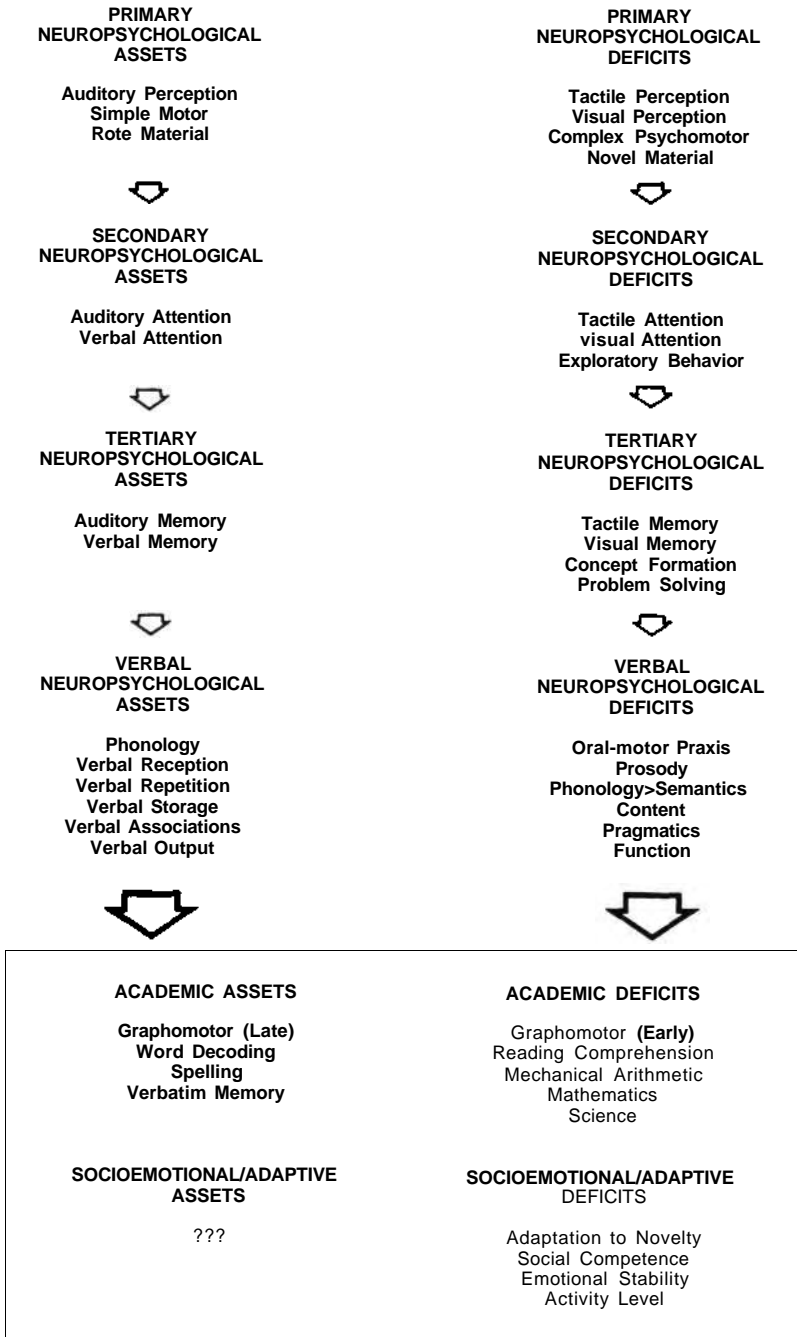 PRIMARY
NEUROPSYCHOLOGICAL
ASSETS
Auditory Perception
Simple Motor
Rote Material
SECONDARY
NEUROPSYCHOLOGICAL
ASSETS
Auditory Attention
Verbal Attention
TERTIARY
NEUROPSYCHOLOGICAL
ASSETS
Auditory Memory
Verbal Memory
VERBAL
NEUROPSYCHOLOGICAL
ASSETS
Phonology
Verbal Reception
Verbal Repetition
Verbal Storage
Verbal Associations
Verbal Output
PRIMARY
NEUROPSYCHOLOGICAL
DEFICITS
Tactile Perception
Visual Perception
Complex Psychomotor
Novel Material
SECONDARY
NEUROPSYCHOLOGICAL
DEFICITS
Tactile Attention
visual Attention
Exploratory Behavior
TERTIARY
NEUROPSYCHOLOGICAL
DEFICITS
Tactile Memory
Visual Memory
Concept Formation
Problem Solving
VERBAL
NEUROPSYCHOLOGICAL
DEFICITS
Oral-motor Praxis
Prosody
Phonology>Semantics
Content
Pragmatics
Function
ACADEMIC ASSETS
Graphomotor (Late)
Word Decoding
Spelling
Verbatim Memory
SOCIOEMOTIONAL/ADAPTIVE
ASSETS
???
ACADEMIC DEFICITS
Graphomotor (Early)
Reading Comprehension
Mechanical Arithmetic
Mathematics
Science
SOCIOEMOTIONAL/ADAPTIVE
DEFICITS
Adaptation to Novelty
Social Competence
Emotional Stability
Activity Level